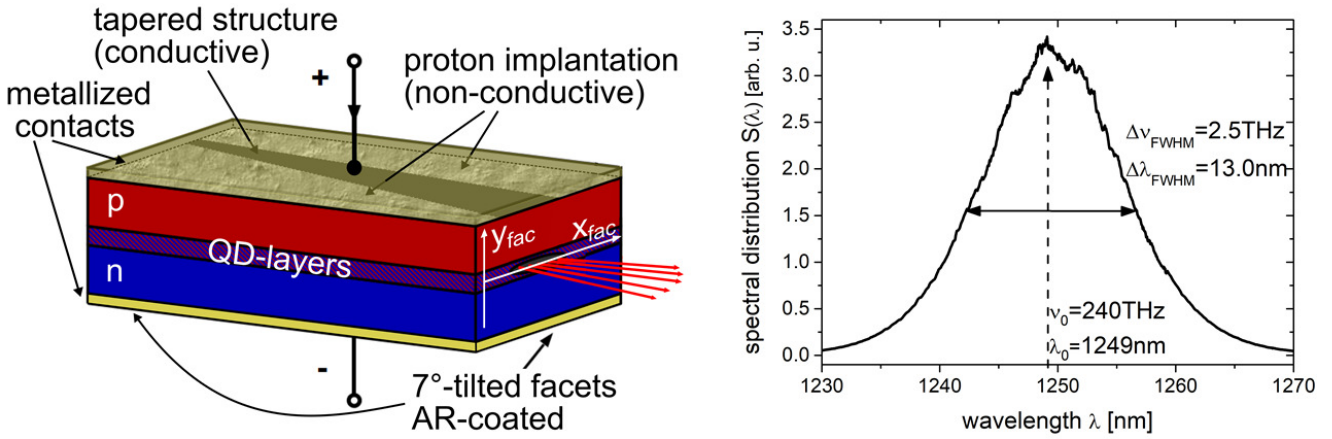 tapered structure
(conductive)
+
proton implantation
(non-conductive)
metallized
contacts
p
QD-layers
n
y_fac
x_fac
-
7°-tilted facets
AR-coated
spectral distribution S(λ) [arb. u.]
3.5
3.0
2.5
2.0
1.5
1.0
0.5
0.0
Δν_FWHM=2.5THz
Δλ_FWHM=13.0nm
ν_0=240THz
λ_0=1249nm
1230 1240 1250 1260 1270
wavelength λ [nm]